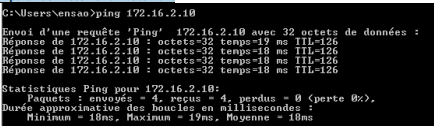 C:\Users\ensao>ping 172.16.2.10
Envoi d'une requête 'Ping'  172.16.2.10 avec 32 octets de données :
Réponse de 172.16.2.10 : octets=32 temps=19 ms TTL=126
Réponse de 172.16.2.10 : octets=32 temps=18 ms TTL=126
Réponse de 172.16.2.10 : octets=32 temps=18 ms TTL=126
Réponse de 172.16.2.10 : octets=32 temps=18 ms TTL=126
Statistiques Ping pour 172.16.2.10:
Paquets : envoyés = 4, reçus = 4, perdus = 0 (perte 0%),
Durée approximative des boucles en millisecondes :
Minimum = 18ms, Maximum = 19ms, Moyenne = 18ms